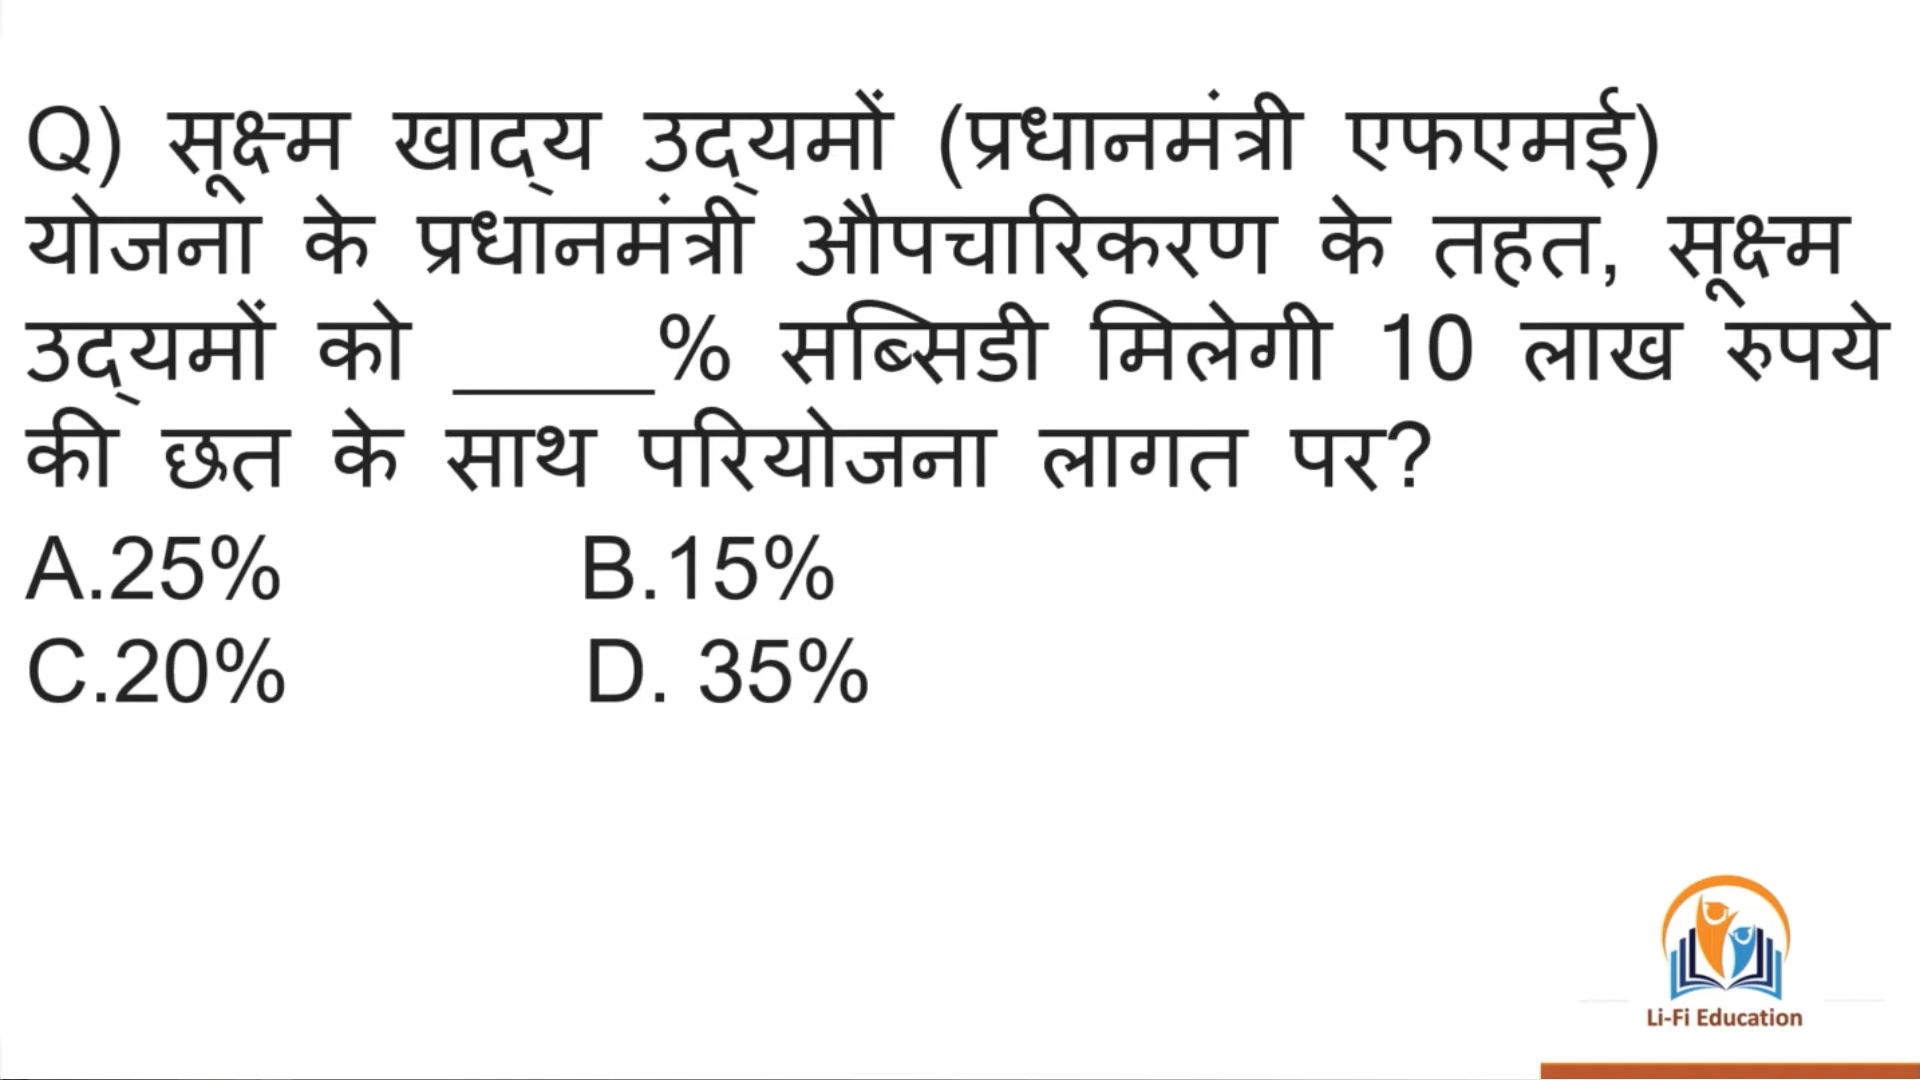 Q) सूक्ष्म खाद्य उद्यमों (प्रधानमंत्री एफएमई)
योजना के प्रधानमंत्री औपचारिकरण के तहत, सूक्ष्म
उद्यमों को _____% सब्सिडी मिलेगी 10 लाख रुपये
की छत के साथ परियोजना लागत पर?
A.25% B.15%
C.20% D. 35%
Li-Fi Education